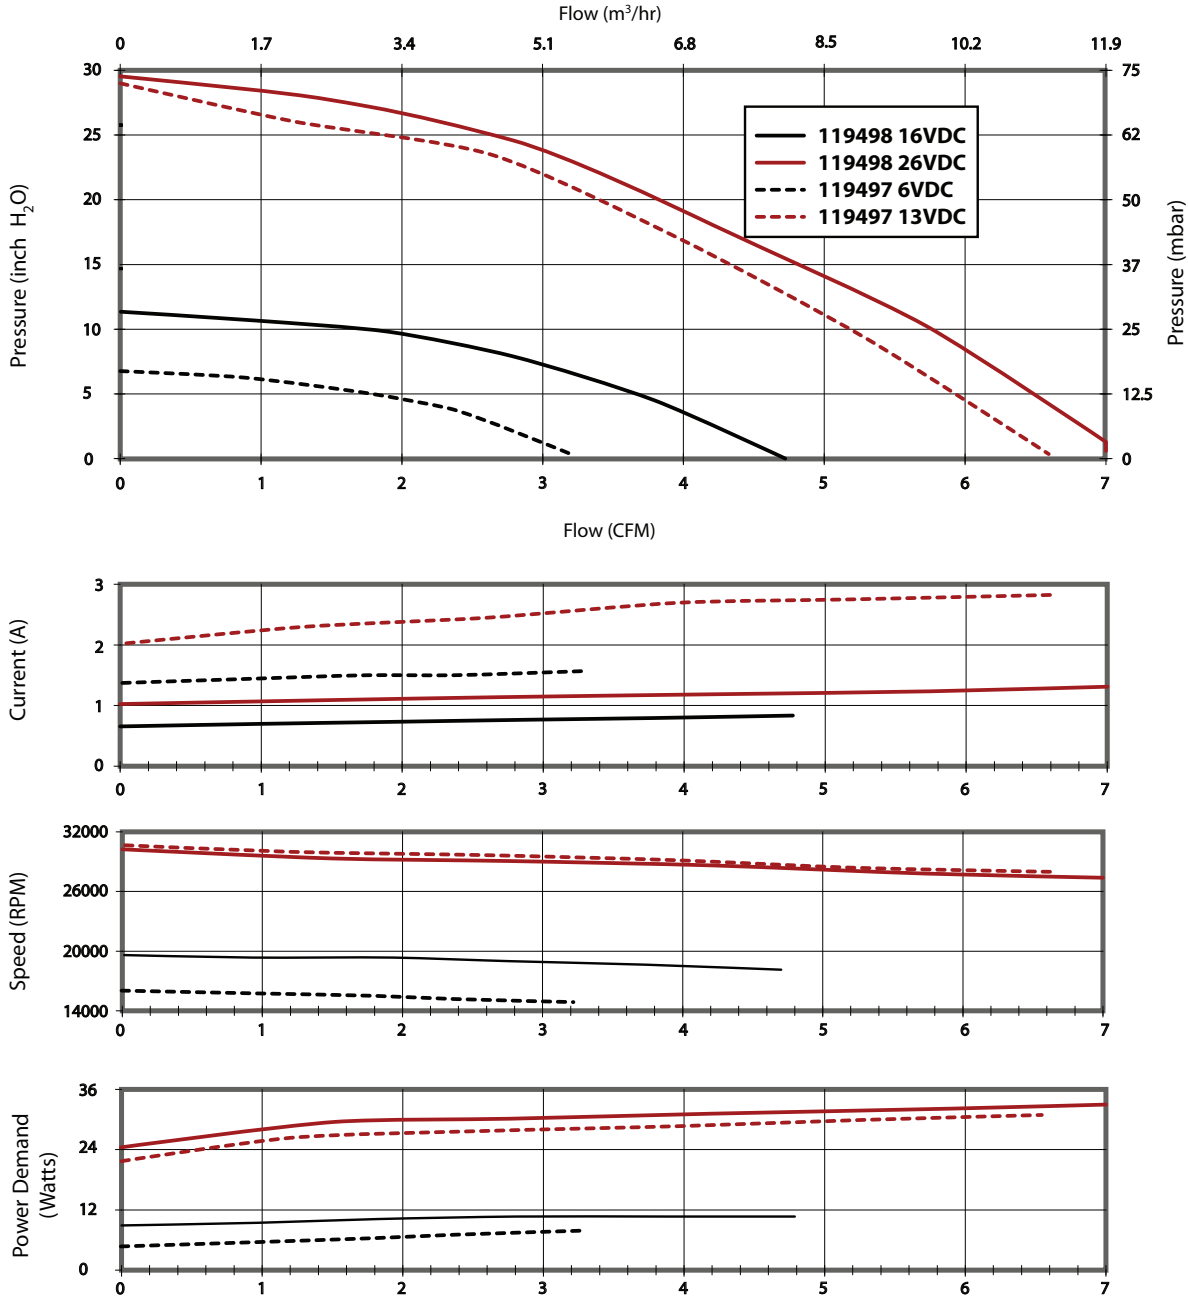 Flow (m³/hr)
0 1.7 3.4 5.1 6.8 8.5 10.2 11.9
30 75
25 62
20 50
15 37
10 25
5 12.5
0 0
Pressure (inch H₂O)
Pressure (mbar)
119498 16VDC
119498 26VDC
119497 6VDC
119497 13VDC
0 1 2 3 4 5 6 7
Flow (CFM)
Current (A)
3
2
1
0
0 1 2 3 4 5 6 7
Speed (RPM)
32000
26000
20000
14000
0 1 2 3 4 5 6 7
Power Demand
(Watts)
36
24
12
0
0 1 2 3 4 5 6 7